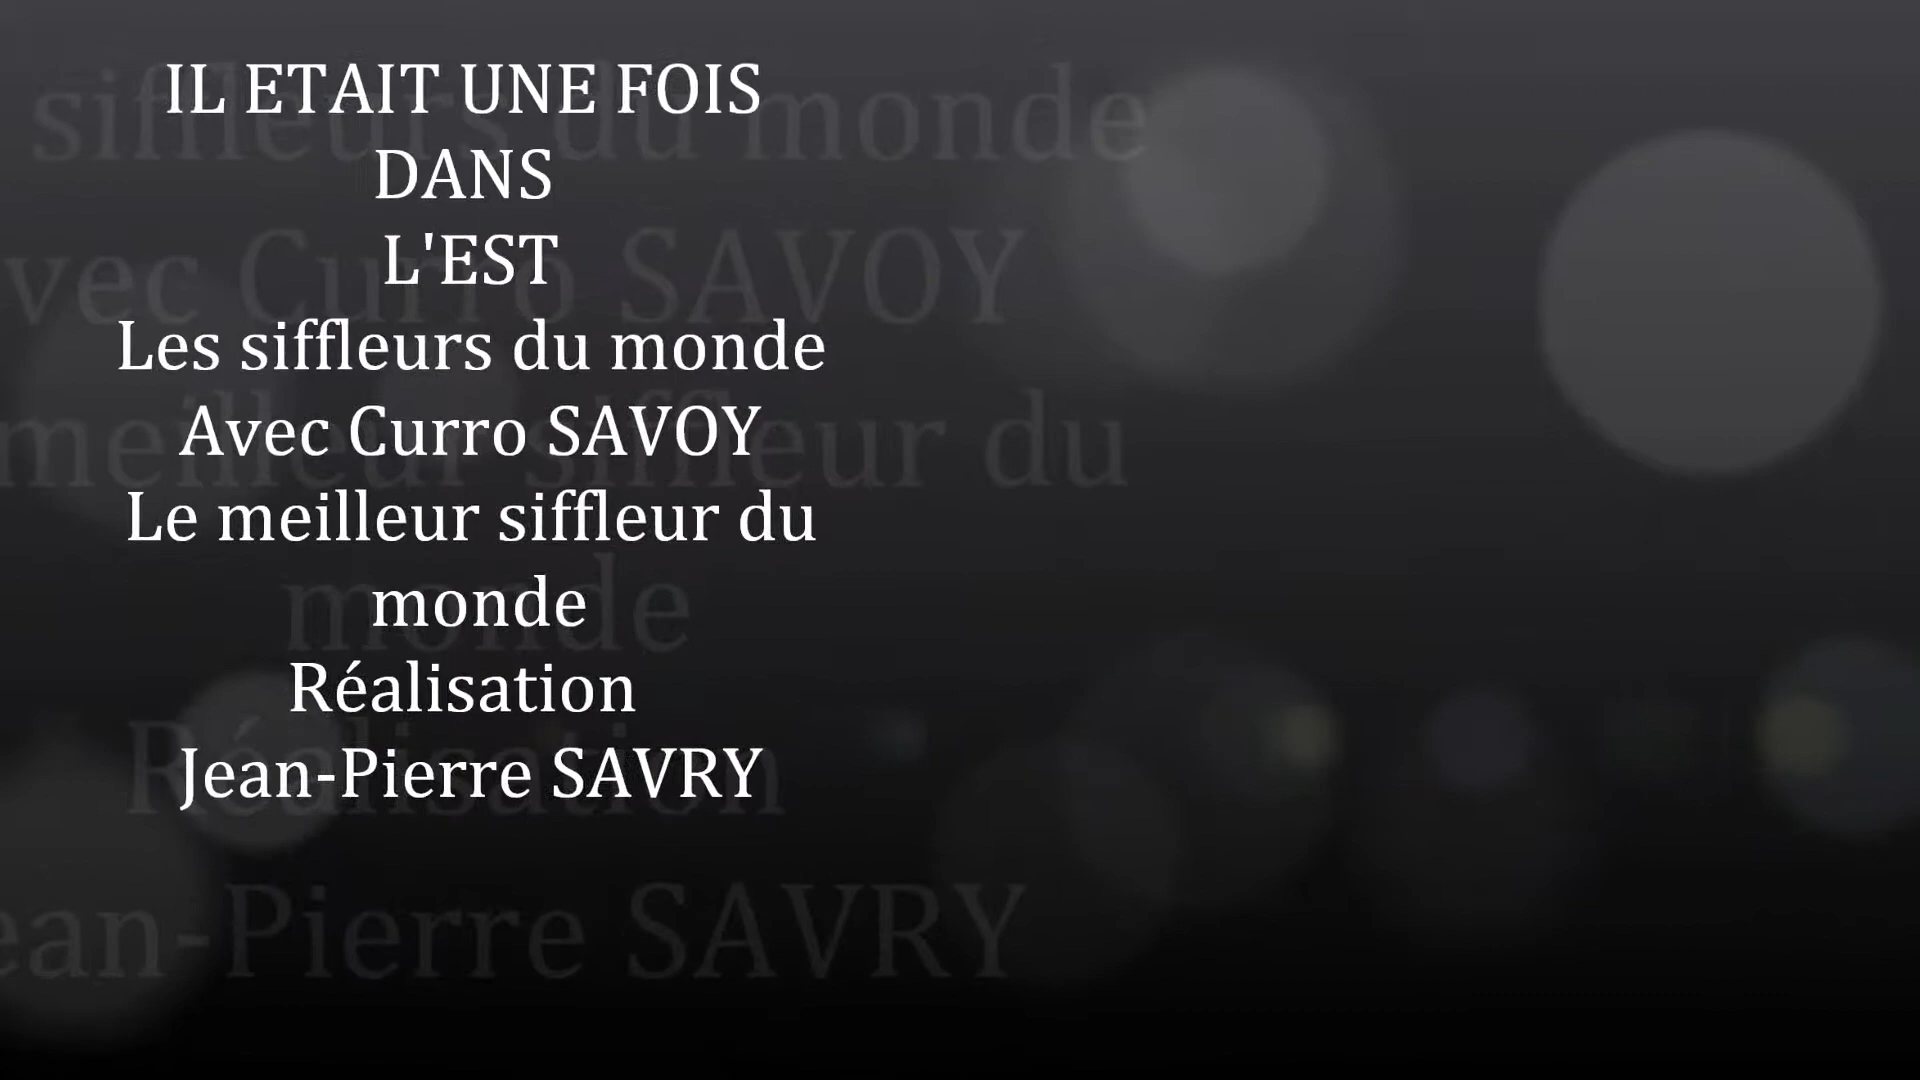 IL ETAIT UNE FOIS
DANS
L'EST
Les siffleurs du monde
Avec Curro SAVOY
Le meilleur siffleur du
monde
Réalisation
Jean-Pierre SAVRY